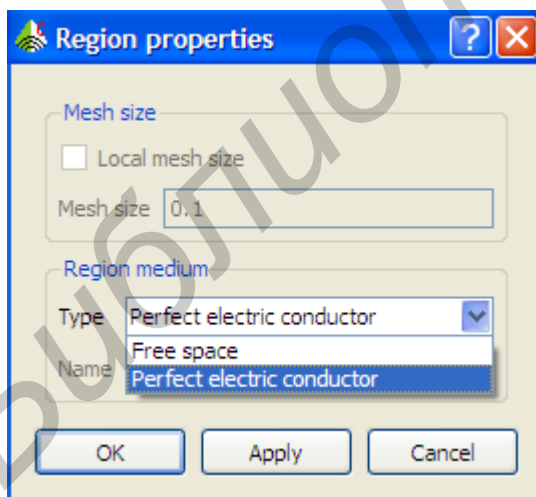 Region properties
Mesh size
Local mesh size
Mesh size 0.1
Region medium
Type Perfect electric conductor
Free space
Name
Perfect electric conductor
OK Apply Cancel